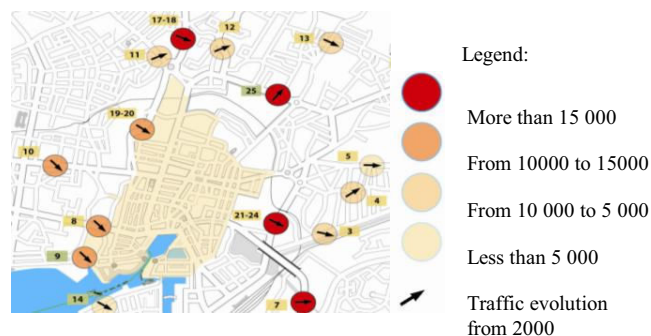 17-18
12
13
11
25
19-20
10
5
4
8
21-24
3
9
14
7
Legend:
More than 15 000
From 10000 to 15000
From 10 000 to 5 000
Less than 5 000
Traffic evolution
from 2000